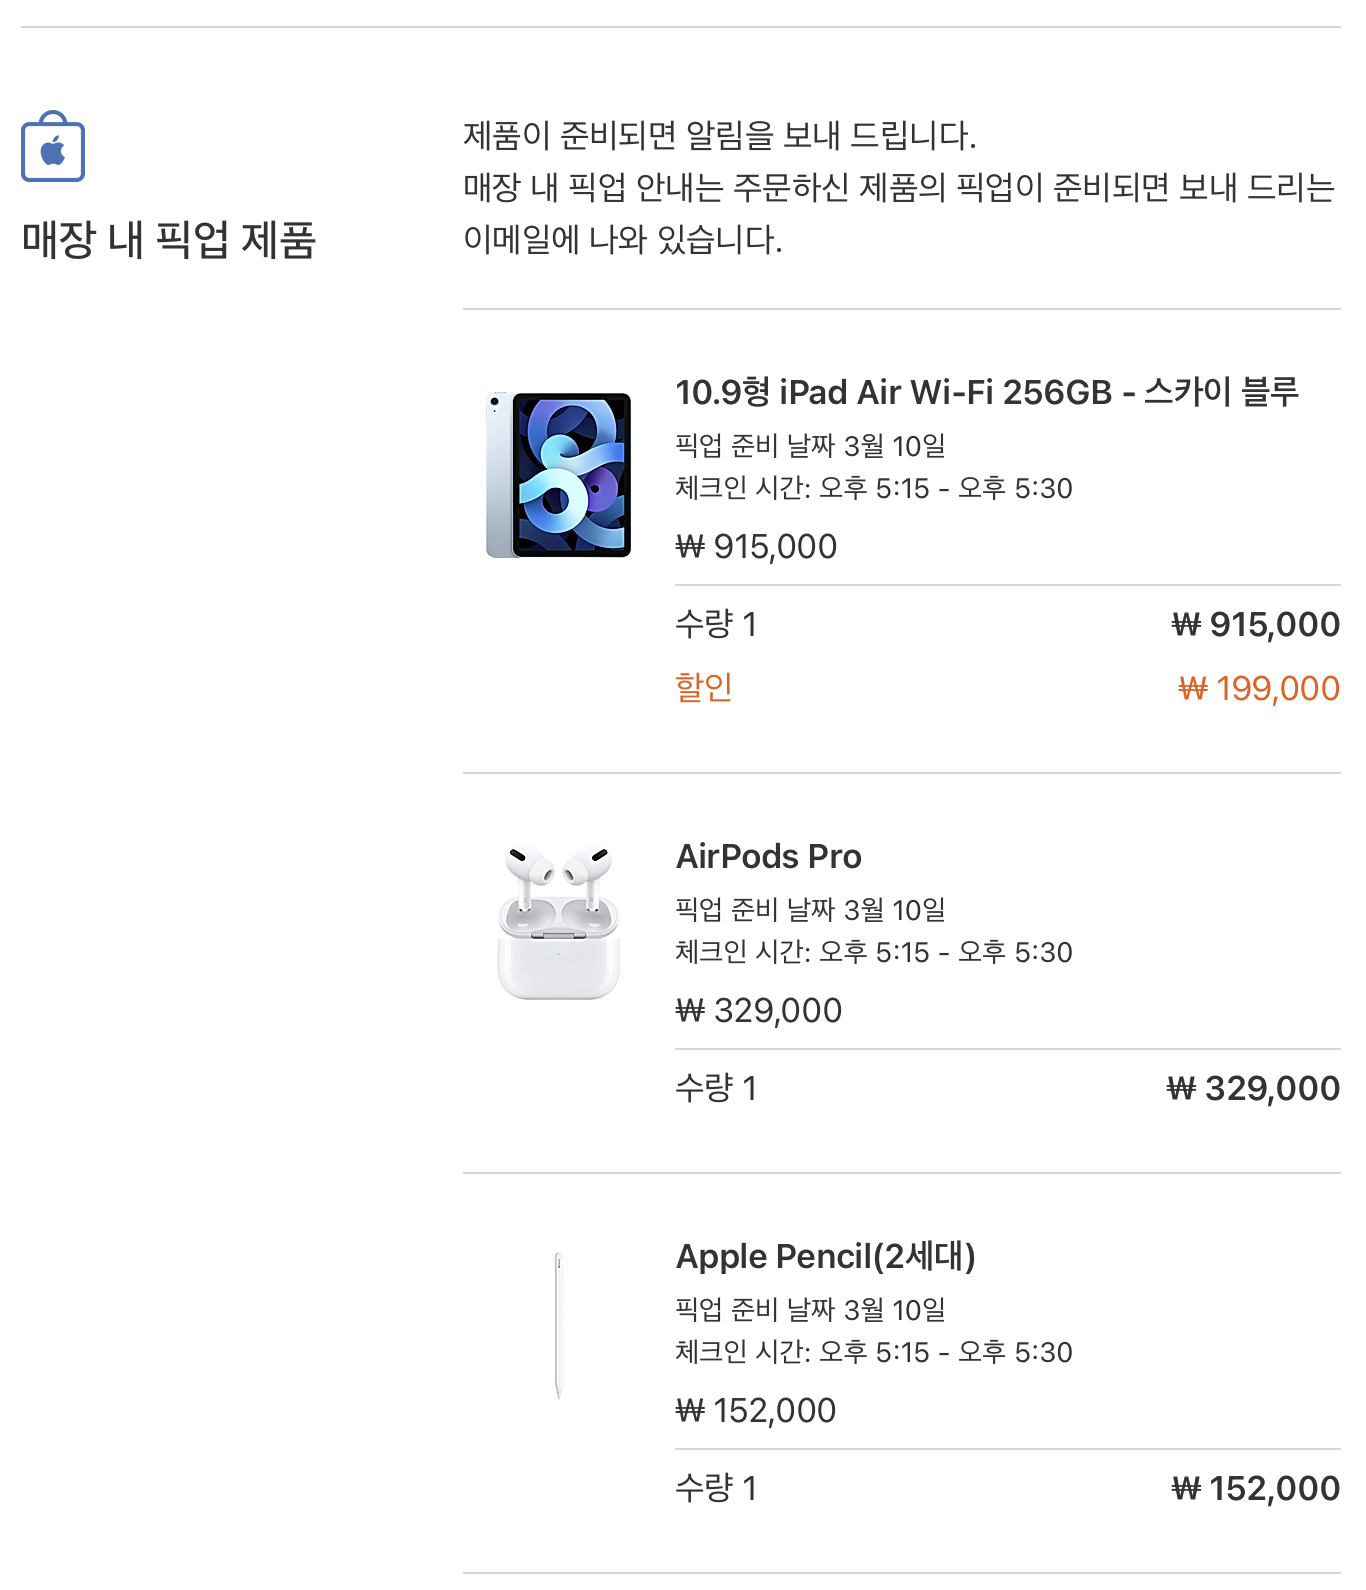 매장 내 픽업 제품
제품이 준비되면 알림을 보내 드립니다.
매장 내 픽업 안내는 주문하신 제품의 픽업이 준비되면 보내 드리는
이메일에 나와 있습니다.
10.9형 iPad Air Wi-Fi 256GB - 스카이 블루
픽업 준비 날짜 3월 10일
체크인 시간: 오후 5:15 - 오후 5:30
₩ 915,000
수량 1 ₩ 915,000
할인 ₩ 199,000
AirPods Pro
픽업 준비 날짜 3월 10일
체크인 시간: 오후 5:15 - 오후 5:30
₩ 329,000
수량 1 ₩ 329,000
Apple Pencil(2세대)
픽업 준비 날짜 3월 10일
체크인 시간: 오후 5:15 - 오후 5:30
₩ 152,000
수량 1 ₩ 152,000